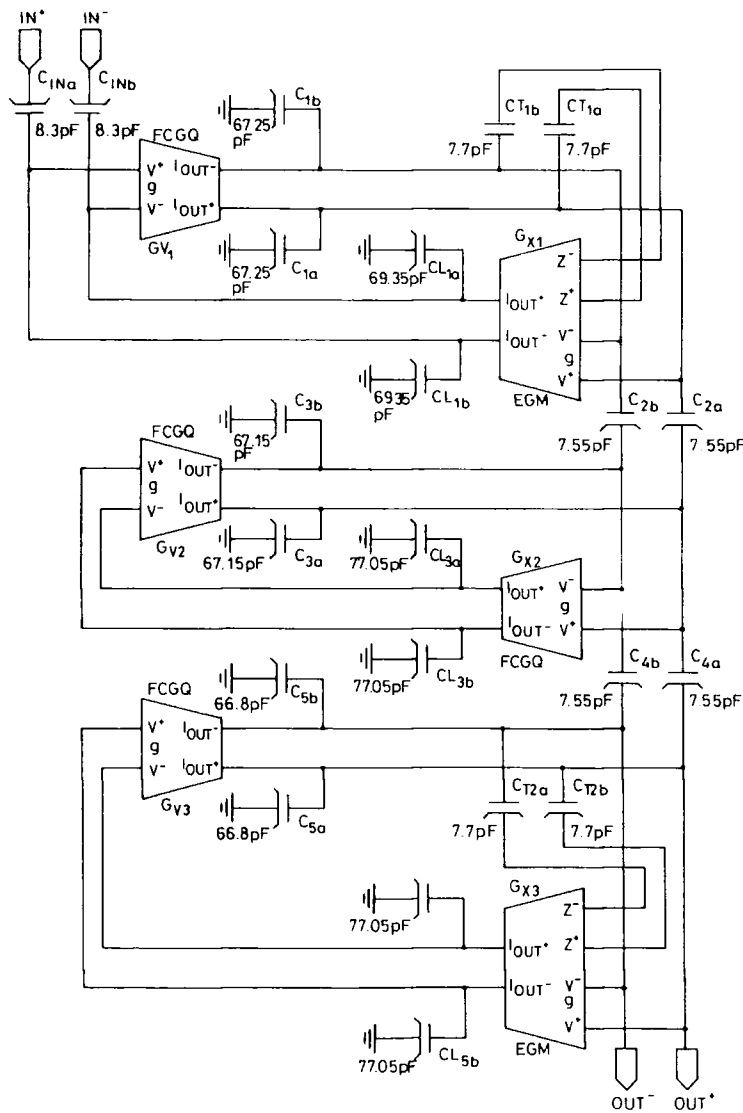 IN+ IN-
C1Na C1Nb
8.3pF 8.3pF
FCGQ
V+ IOUT-
g
V- IOUT+
GV1
C1b
67.25
pF
67.25
pF
C1a
CT1b CT1a
7.7pF 7.7pF
CL1a
69.35pF
GX1
Z-
IOUT+ Z+
IOUT- V-
g
V+
EGM
69.35
pF
CL1b
C2b C2a
7.55pF 7.55pF
C3b
67.15
pF
FCGQ
V+ IOUT-
g
V- IOUT+
GV2
67.15pF
C3a
77.05pF
CL3a
GX2
IOUT+ V-
g
IOUT- V+
FCGQ
77.05pF
CL3b
C4b C4a
7.55pF 7.55pF
66.8pF
C5b
FCGQ
V+ IOUT-
g
V- IOUT+
GV3
66.8pF
C5a
CT2a CT2b
7.7pF 7.7pF
77.05pF
GX3
Z-
IOUT+ Z+
IOUT- V-
g
V+
EGM
77.05pF
CL5b
OUT- OUT+